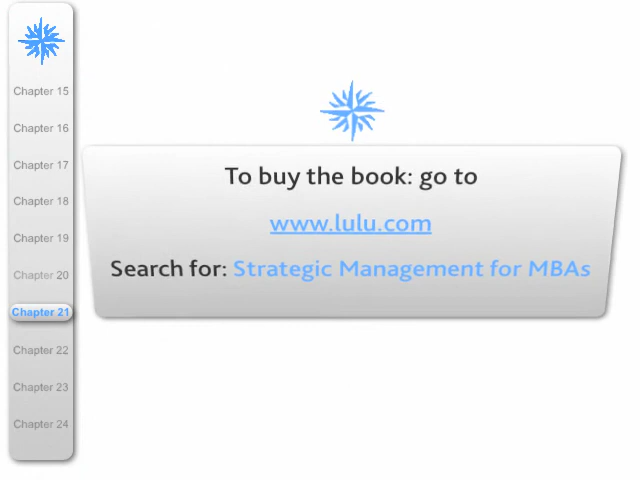 Chapter 15
Chapter 16
Chapter 17
Chapter 18
Chapter 19
Chapter 20
Chapter 21
Chapter 22
Chapter 23
Chapter 24
To buy the book: go to
www.lulu.com
Search for: Strategic Management for MBAs